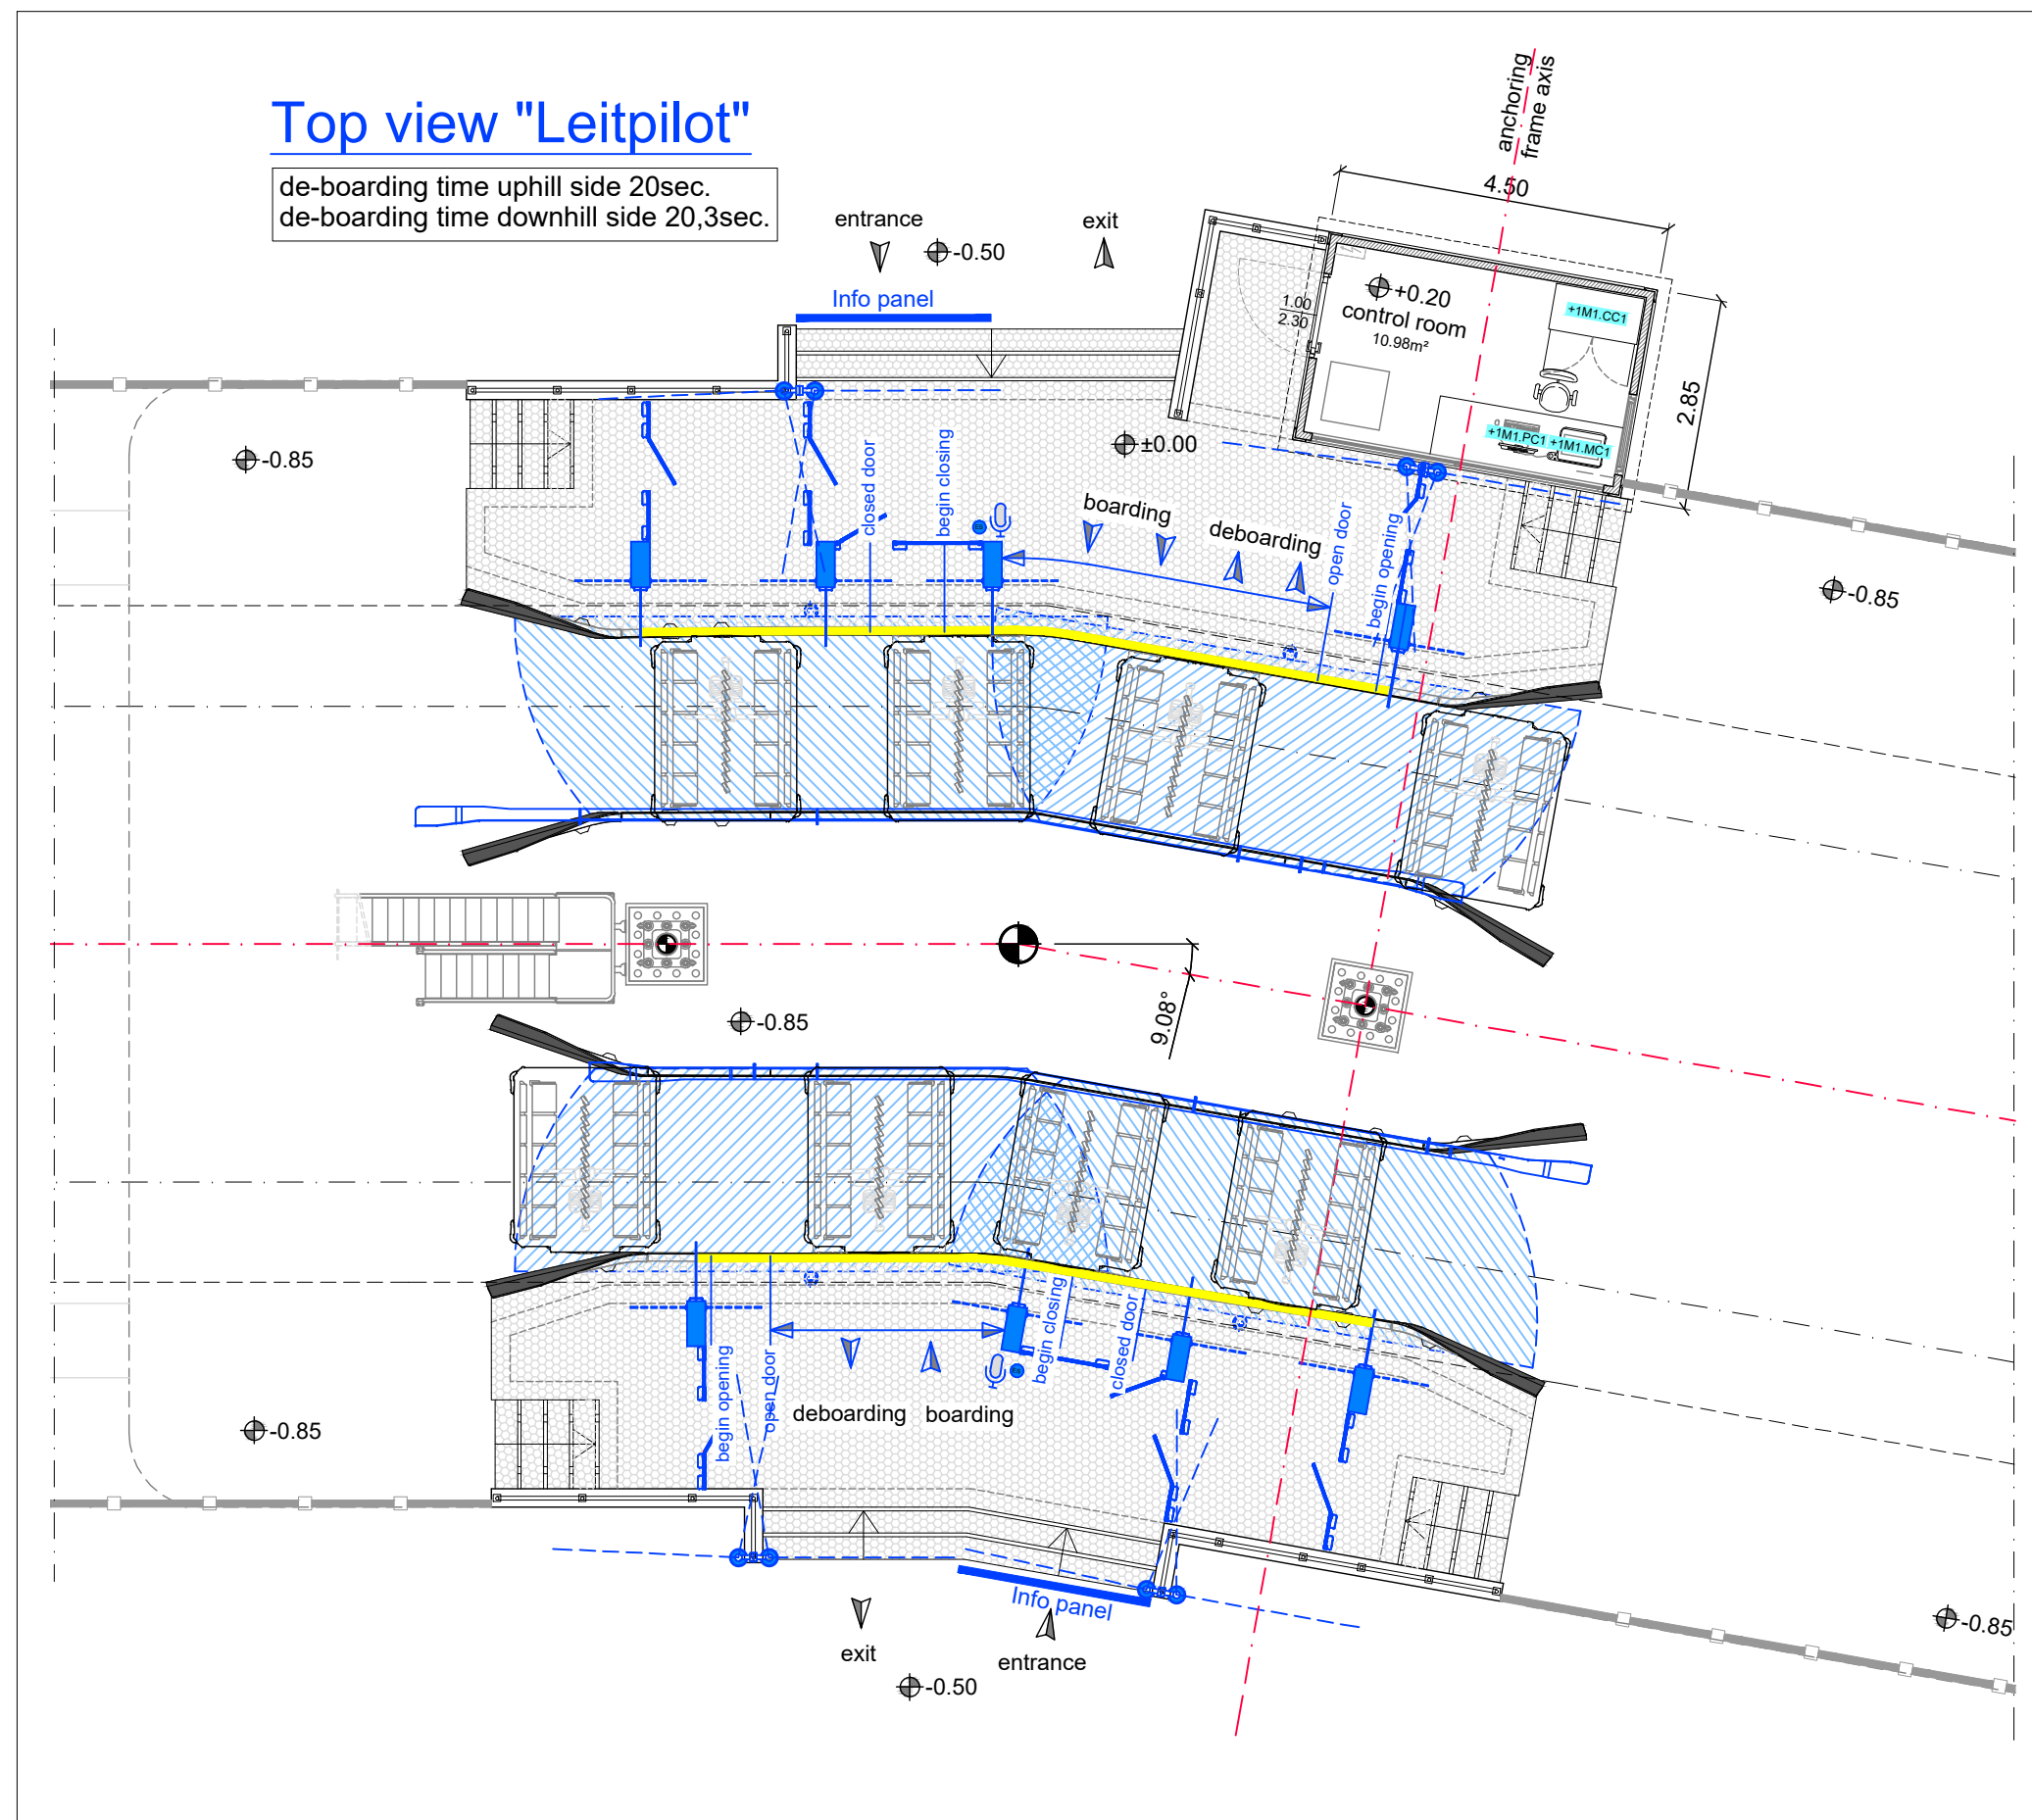 Top view "Leitpilot"
de-boarding time uphill side 20sec.
de-boarding time downhill side 20,3sec.
anchoring
frame axis
4.50
entrance
exit
-0.50
Info panel
+0.20
control room
10.98m²
1.00
2.30
+1M1.CC1
+1M1.PC1
+1M1.MC1
2.85
-0.85
±0.00
closed door
begin closing
boarding
deboarding
open door
begin opening
-0.85
9.08°
-0.85
begin opening
open door
deboarding
boarding
begin closing
closed door
-0.85
Info panel
exit
entrance
-0.50
-0.85